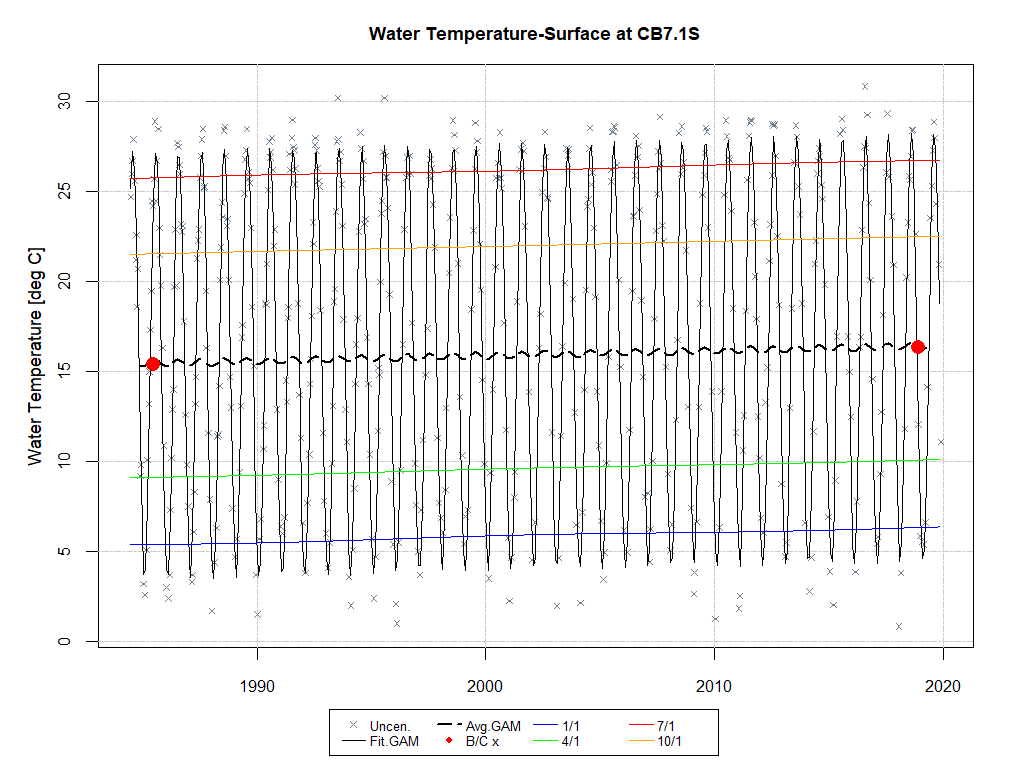 Water Temperature-Surface at CB7.1S
Water Temperature [deg C]
30
25
20
15
10
5
0
1990 2000 2010 2020
Uncen. Avg.GAM 1/1 7/1
Fit.GAM B/C x 4/1 10/1